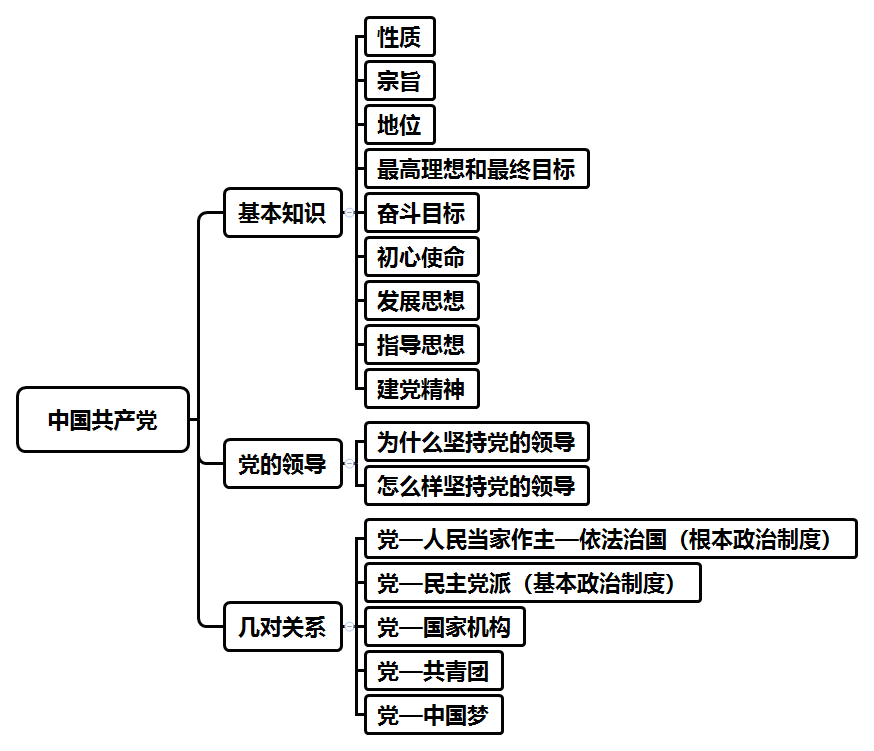 中国共产党
基本知识
性质
宗旨
地位
最高理想和最终目标
奋斗目标
初心使命
发展思想
指导思想
建党精神
党的领导
为什么坚持党的领导
怎么样坚持党的领导
几对关系
党—人民当家作主—依法治国（根本政治制度）
党—民主党派（基本政治制度）
党—国家机构
党—共青团
党—中国梦